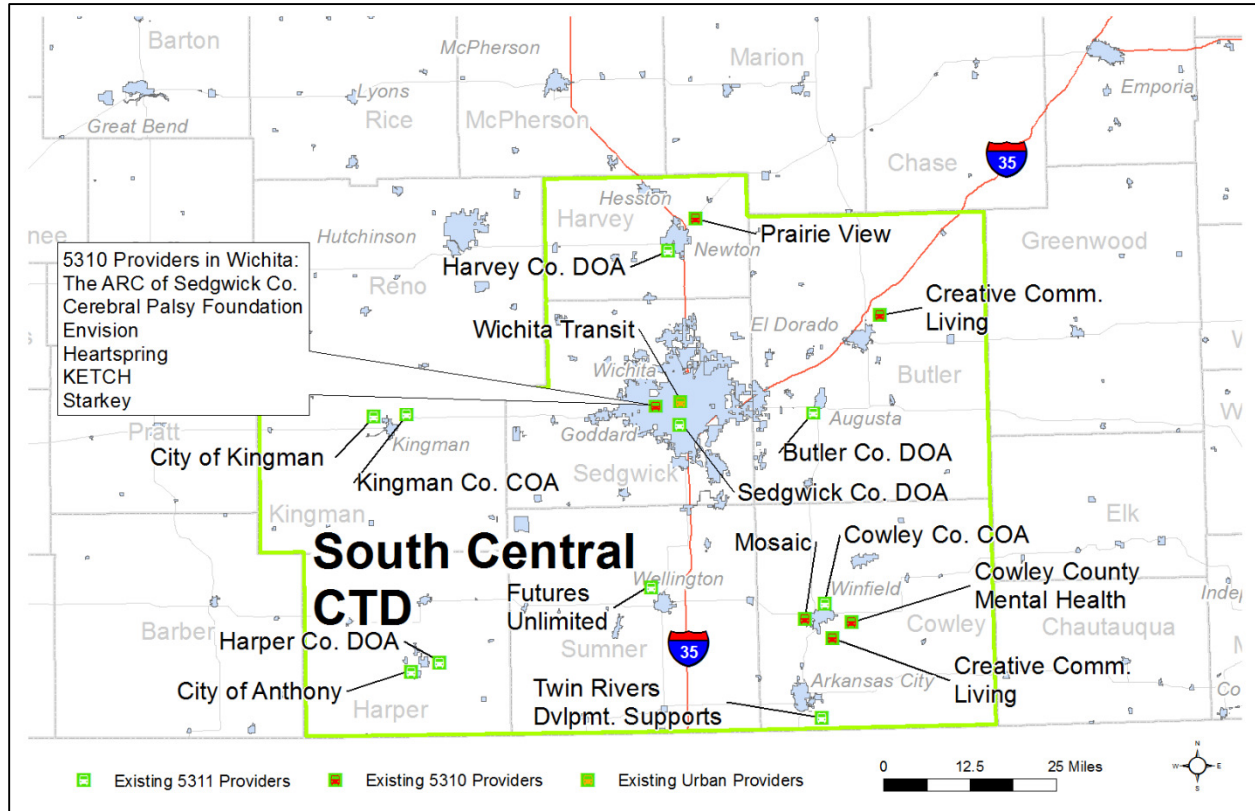 Barton
McPherson
Marion
Lyons
Emporia
Great Bend
Rice
McPherson
Chase
35
Hesston
Harvey
Prairie View
Hutchinson
Newton
Greenwood
nee
Harvey Co. DOA
Reno
5310 Providers in Wichita:
The ARC of Sedgwick Co.
Cerebral Palsy Foundation
Envision
Heartspring
KETCH
Starkey
Creative Comm.
Living
Wichita Transit
El Dorado
Wichita
Butler
Pratt
Augusta
Goddard
Kingman
City of Kingman
Butler Co. DOA
Sedgwick
Kingman Co. COA
Sedgwick Co. DOA
Kingman
Elk
South Central
CTD
Mosaic
Cowley Co. COA
Wellington
Winfield
Cowley County
Mental Health
Futures
Unlimited
Indep
Barber
Cowley
Chautauqua
Harper Co. DOA
Sumner
35
Creative Comm.
Living
City of Anthony
Arkansas City
Twin Rivers
Dvlpmt. Supports
Harper
Co
Existing 5311 Providers
Existing 5310 Providers
Existing Urban Providers
0 12.5 25 Miles
N
W E
S